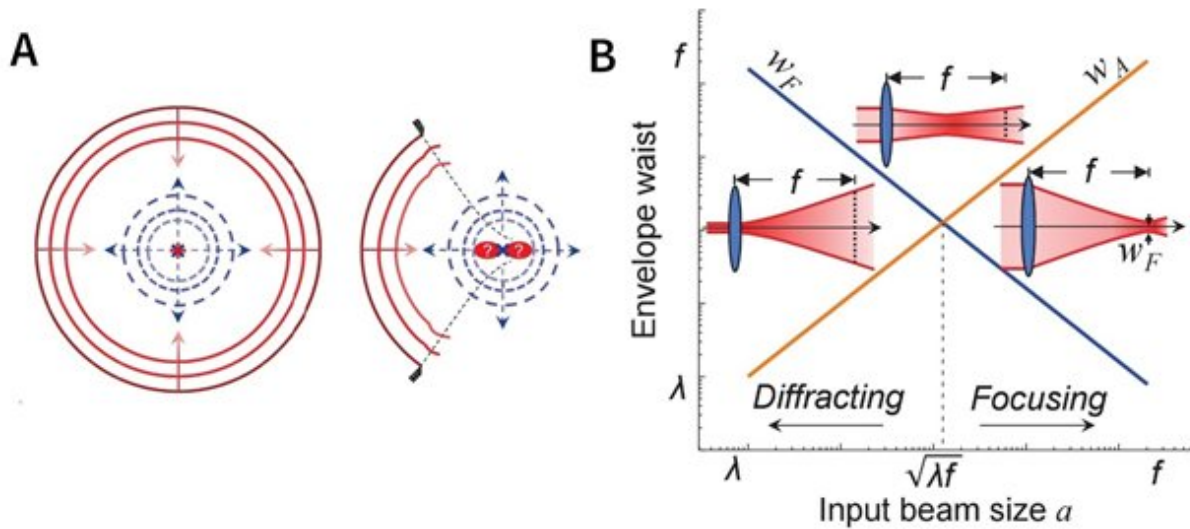 A
? ?
B
f
w_F
w_A
f
f
f
w_F
Envelope waist
λ
Diffracting Focusing
λ √λf f
Input beam size a